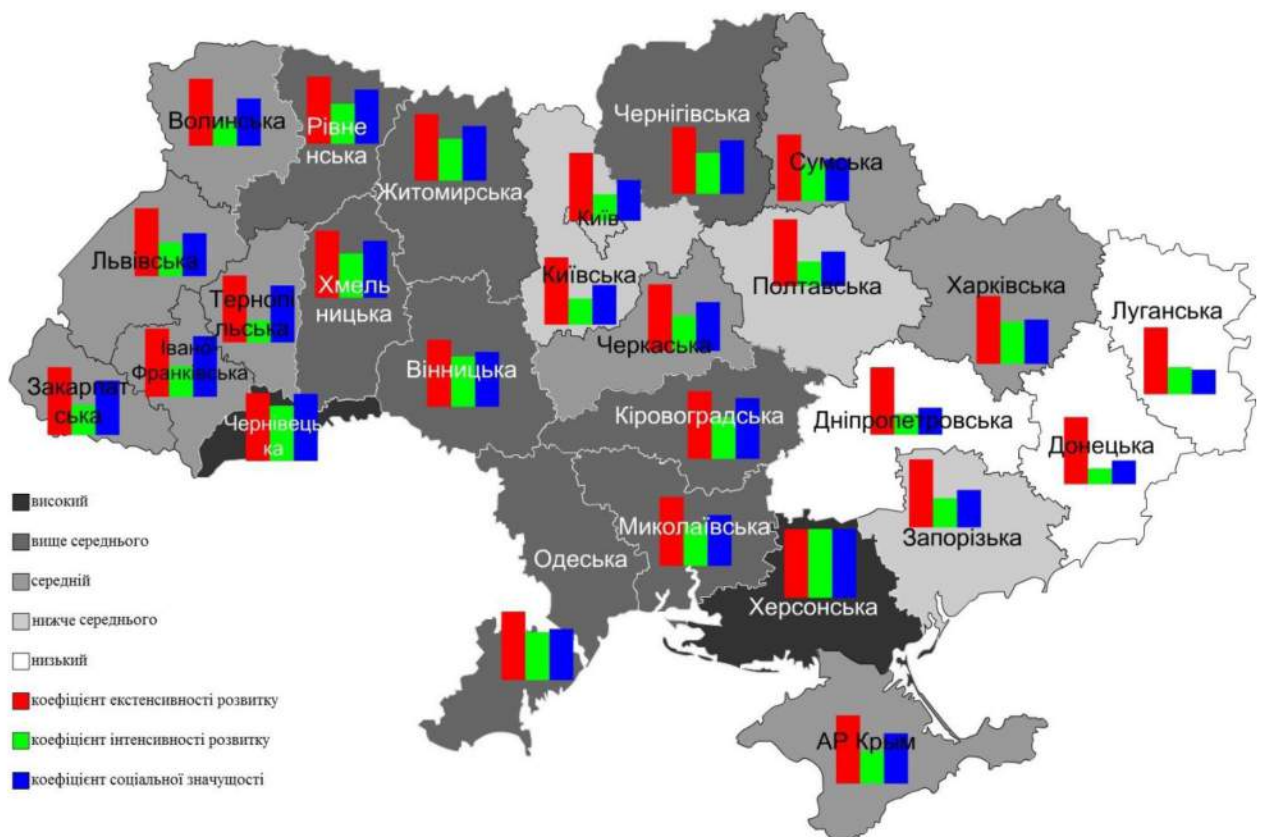 Чернігівська
Волинська
Рівне
нська
Сумська
Житомирська
Київ
Львівська
Хмель
ницька
Київська
Полтавська
Харківська
Тернопі
льська
Луганська
Івано-
Франківська
Черкаська
Вінницька
Закарпат
ська
Чернівець
ка
Кіровоградська
Дніпропетровська
Донецька
Миколаївська
Запорізька
Одеська
Херсонська
АР Крым
високий
вище середнього
середній
нижче середнього
низький
коефіцієнт екстенсивності розвитку
коефіцієнт інтенсивності розвитку
коефіцієнт соціальної значущості